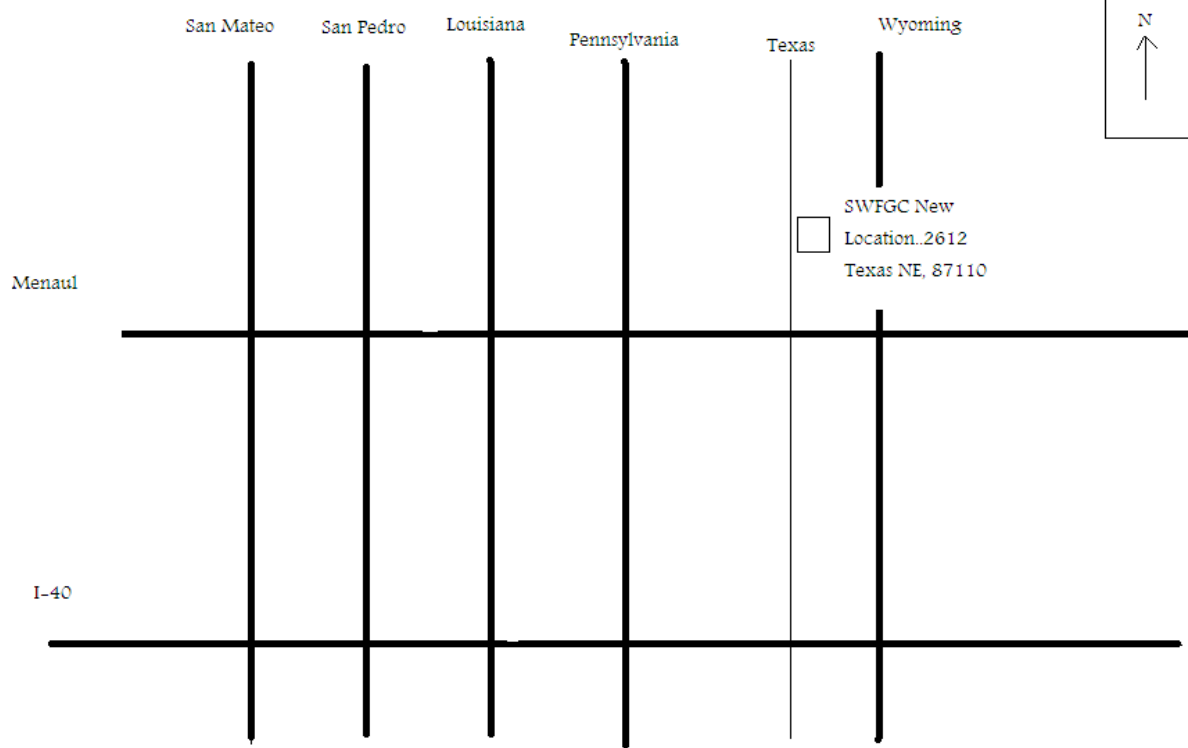 San Mateo
San Pedro
Louisiana
Pennsylvania
Texas
Wyoming
N
SWFGC New
Location..2612
Texas NE, 87110
Menaul
I-40